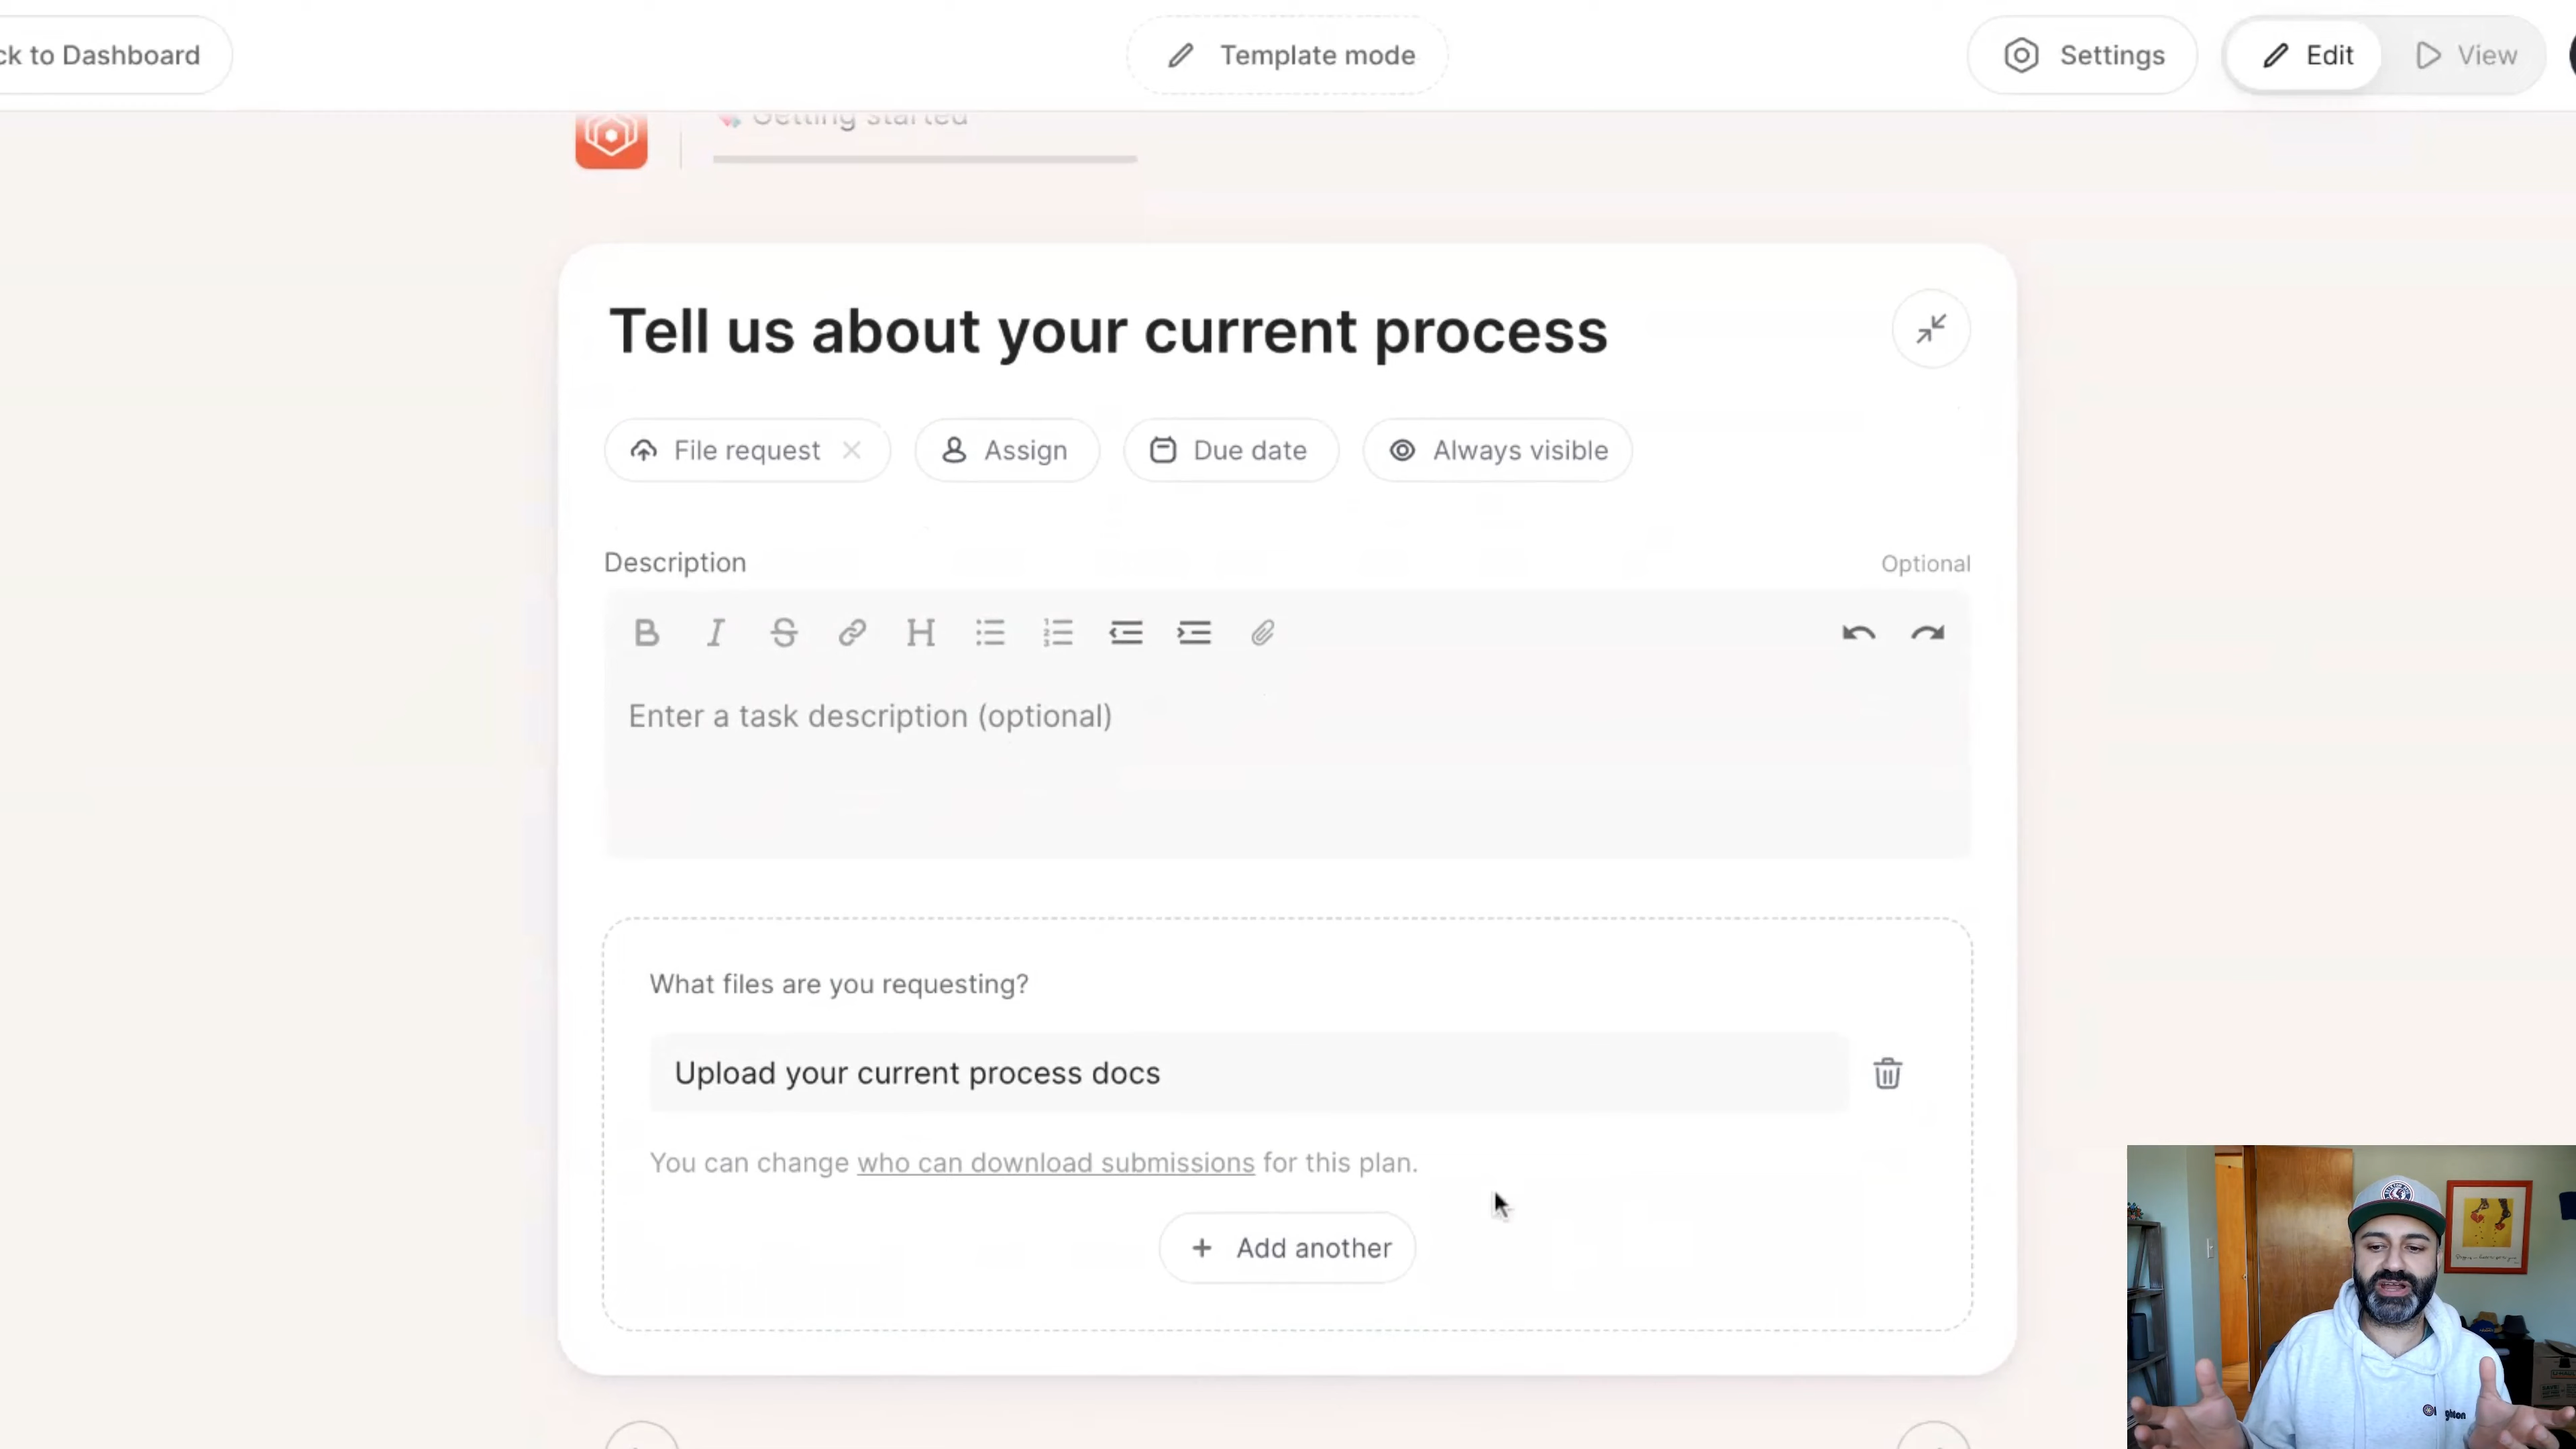 ck to Dashboard
Template mode
Settings
Edit
View
Getting started
Tell us about your current process
File request
Assign
Due date
Always visible
Description
Optional
Enter a task description (optional)
What files are you requesting?
Upload your current process docs
You can change who can download submissions for this plan.
+ Add another